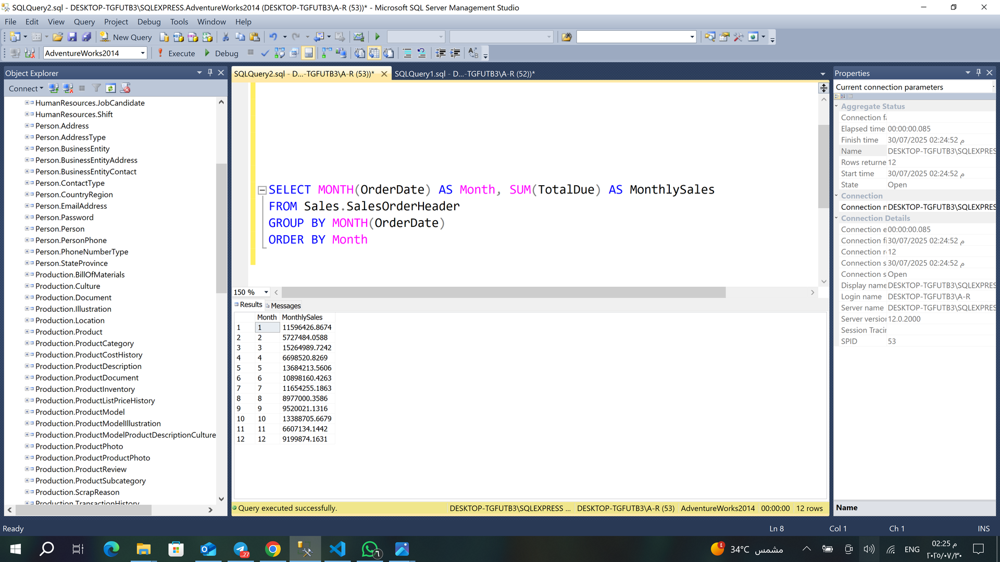 SQLQuery2.sql - DESKTOP-TGFUTB3\SQLEXPRESS.AdventureWorks2014 (DESKTOP-TGFUTB3\A-R (53))* - Microsoft SQL Server Management Studio
File Edit View Query Project Debug Tools Window Help
New Query
AdventureWorks2014 Execute Debug
Object Explorer
Connect
HumanResources.JobCandidate
HumanResources.Shift
Person.Address
Person.AddressType
Person.BusinessEntity
Person.BusinessEntityAddress
Person.BusinessEntityContact
Person.ContactType
Person.CountryRegion
Person.EmailAddress
Person.Password
Person.Person
Person.PersonPhone
Person.PhoneNumberType
Person.StateProvince
Production.BillOfMaterials
Production.Culture
Production.Document
Production.Illustration
Production.Location
Production.Product
Production.ProductCategory
Production.ProductCostHistory
Production.ProductDescription
Production.ProductDocument
Production.ProductInventory
Production.ProductListPriceHistory
Production.ProductModel
Production.ProductModelIllustration
Production.ProductModelProductDescriptionCulture
Production.ProductPhoto
Production.ProductProductPhoto
Production.ProductReview
Production.ProductSubcategory
Production.ScrapReason
Production.TransactionHistory
SQLQuery2.sql - D...-TGFUTB3\A-R (53))* SQLQuery1.sql - D...-TGFUTB3\A-R (52))*
SELECT MONTH(OrderDate) AS Month, SUM(TotalDue) AS MonthlySales
FROM Sales.SalesOrderHeader
GROUP BY MONTH(OrderDate)
ORDER BY Month
150 %
Results Messages
Month MonthlySales
1 1 11596426.8674
2 2 5727484.0588
3 3 15264989.7242
4 4 6698520.8269
5 5 13684213.5606
6 6 10898160.4263
7 7 11654255.1863
8 8 8977000.3586
9 9 9520021.1316
10 10 13388705.6679
11 11 6607134.1442
12 12 9199874.1631
Query executed successfully. DESKTOP-TGFUTB3\SQLEXPRESS ... DESKTOP-TGFUTB3\A-R (53) AdventureWorks2014 00:00:00 12 rows
Properties
Current connection parameters
Aggregate Status
Connection fa
Elapsed time 00:00:00.085
Finish time 30/07/2025 02:24:52 م
Name DESKTOP-TGFUTB3\SQLEXPRES
Rows returne 12
Start time 30/07/2025 02:24:52 م
State Open
Connection
Connection n DESKTOP-TGFUTB3\SQLEXPRES
Connection Details
Connection e 00:00:00.085
Connection fi 30/07/2025 02:24:52 م
Connection r 12
Connection s 30/07/2025 02:24:52 م
Connection s Open
Display name DESKTOP-TGFUTB3\SQLEXPRES
Login name DESKTOP-TGFUTB3\A-R
Server name DESKTOP-TGFUTB3\SQLEXPRES
Server version 12.0.2000
Session Tracin
SPID 53
Name
Ready Ln 8 Col 1 Ch 1 INS
34°C مشمس ENG 02:25 م
٢٠٢٥/٠٧/٣٠